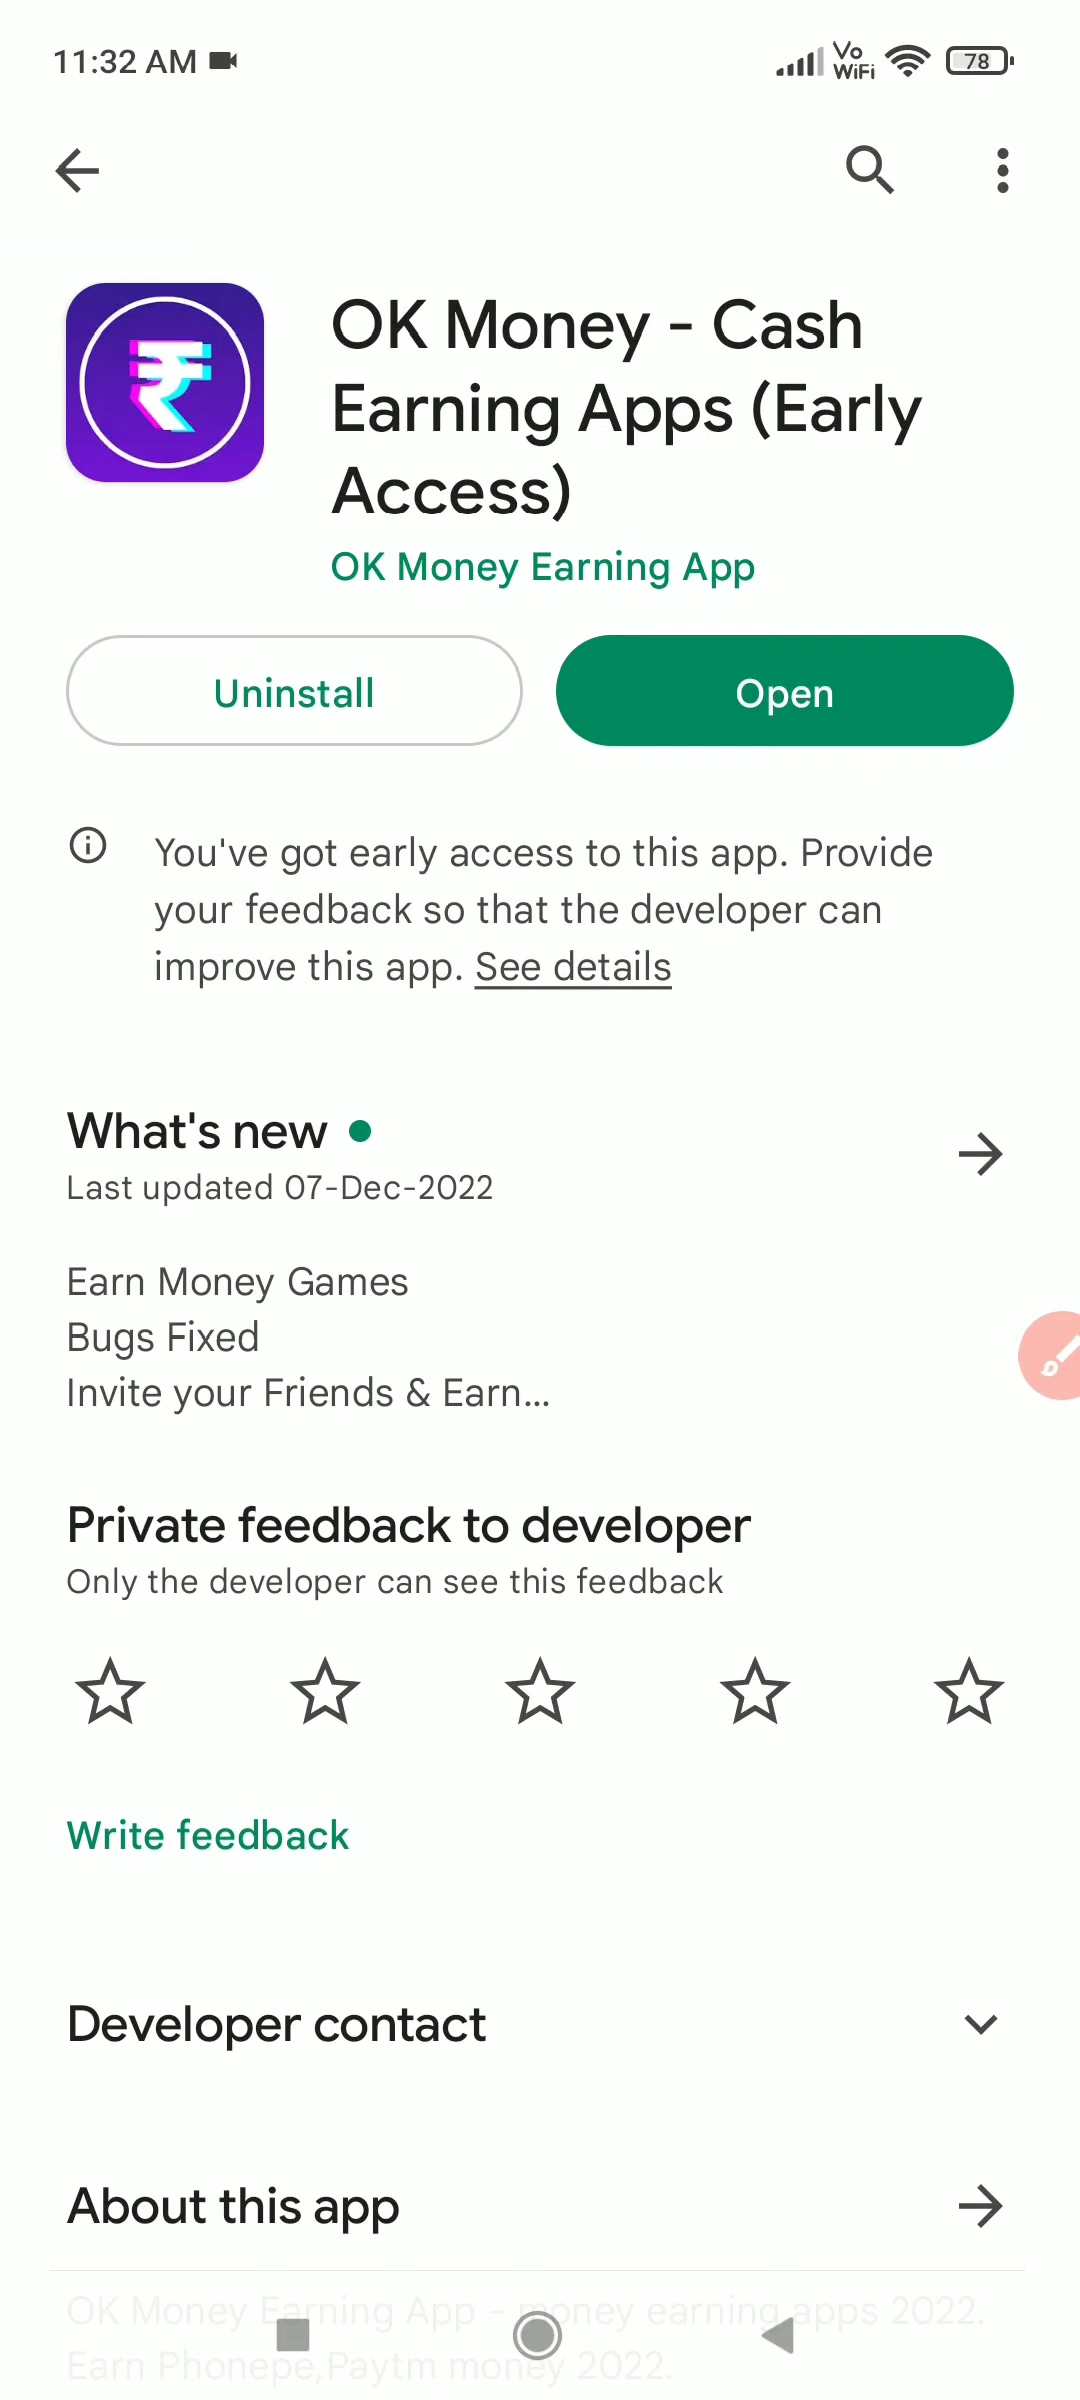 11:32 AM
Vo WiFi
78
OK Money - Cash
Earning Apps (Early
Access)
OK Money Earning App
Uninstall
Open
You've got early access to this app. Provide
your feedback so that the developer can
improve this app. See details
What's new
Last updated 07-Dec-2022
Earn Money Games
Bugs Fixed
Invite your Friends & Earn...
Private feedback to developer
Only the developer can see this feedback
Write feedback
Developer contact
About this app
OK Money Earning App - money earning apps 2022.
Earn Phonepe,Paytm money 2022.